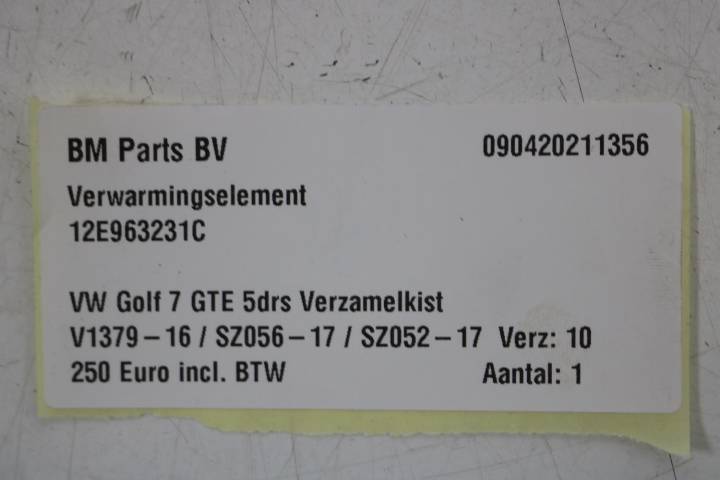 BM Parts BV 090420211356
Verwarmingselement
12E963231C
VW Golf 7 GTE 5drs Verzamelkist
V1379-16 / SZ056-17 / SZ052-17 Verz: 10
250 Euro incl. BTW Aantal: 1